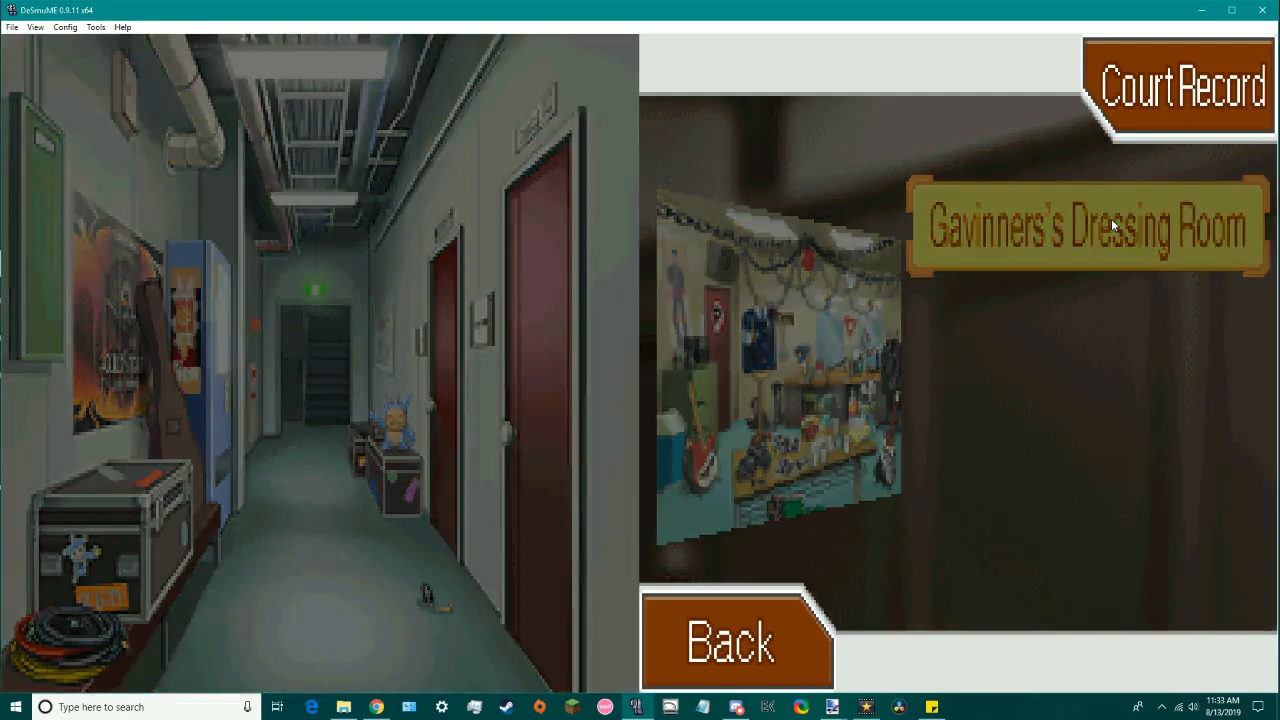 DeSmuME 0.9.11 x64
File View Config Tools Help
Court Record
Gavinners's Dressing Room
Back
Type here to search
11:33 AM
8/13/2019